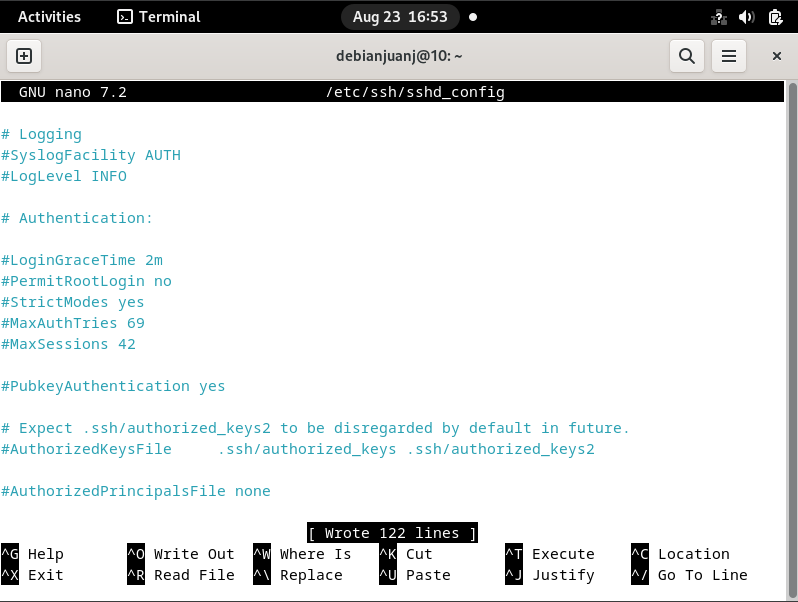 Activities Terminal Aug 23 16:53
debianjuanj@10: ~
GNU nano 7.2 /etc/ssh/sshd_config
# Logging
#SyslogFacility AUTH
#LogLevel INFO
# Authentication:
#LoginGraceTime 2m
#PermitRootLogin no
#StrictModes yes
#MaxAuthTries 69
#MaxSessions 42
#PubkeyAuthentication yes
# Expect .ssh/authorized_keys2 to be disregarded by default in future.
#AuthorizedKeysFile     .ssh/authorized_keys .ssh/authorized_keys2
#AuthorizedPrincipalsFile none
[ Wrote 122 lines ]
^G Help ^O Write Out ^W Where Is ^K Cut ^T Execute ^C Location
^X Exit ^R Read File ^\ Replace ^U Paste ^J Justify ^/ Go To Line